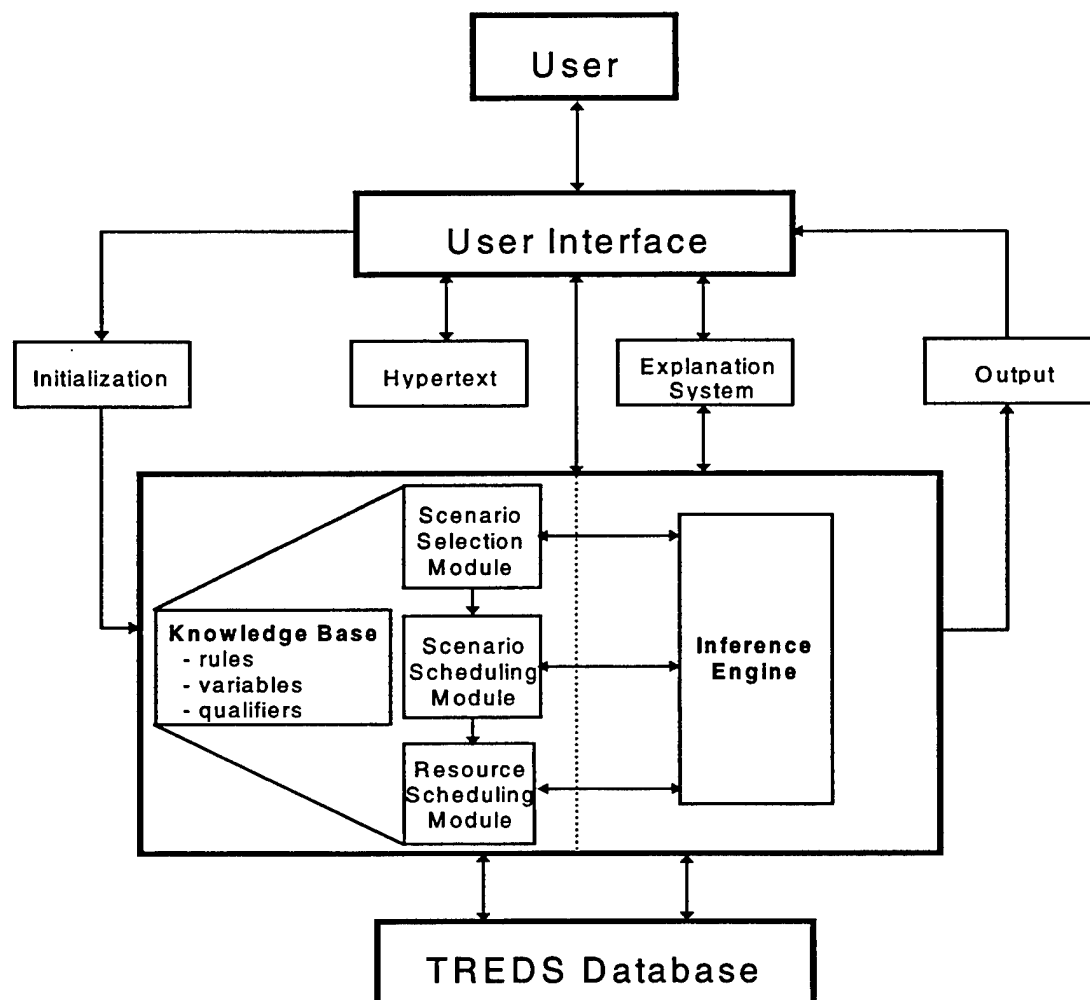 User
User Interface
Initialization
Hypertext
Explanation
System
Output
Scenario
Selection
Module
Knowledge Base
- rules
- variables
- qualifiers
Scenario
Scheduling
Module
Inference
Engine
Resource
Scheduling
Module
TREDS Database